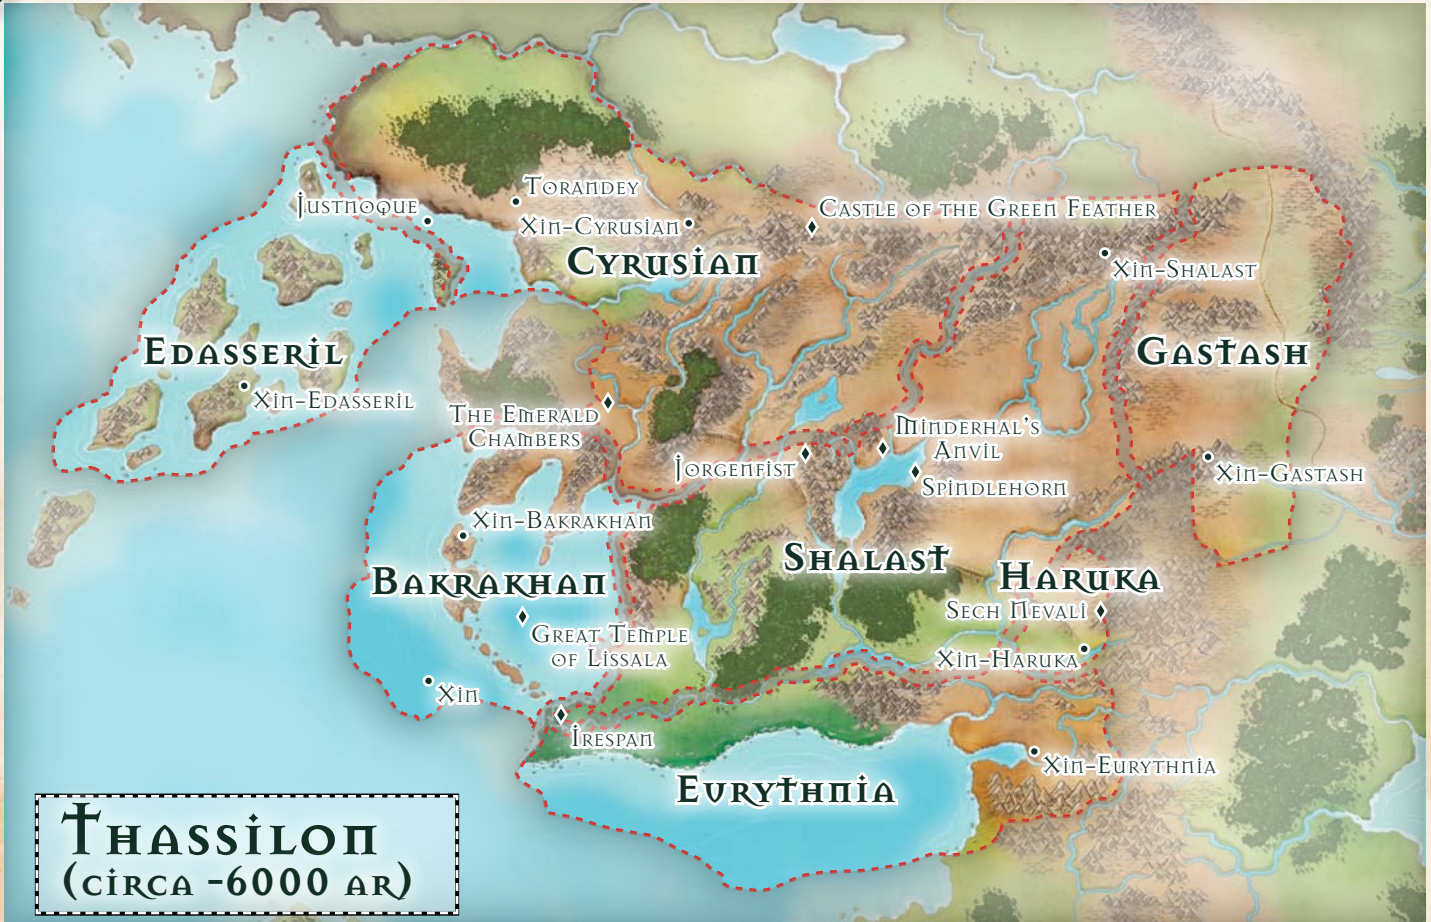 Torandey
Justnoque
Castle of the Green Feather
Xin-Cyrusian
Cyrusian
Xin-Shalast
Edasseril
Gastash
Xin-Edasseril
The Emerald
Chambers
Minderhal's
Anvil
Jorgenfist
Xin-Gastash
Spindlehorn
Xin-Bakrakhan
Shalast
Bakrakhan
Haruka
Sech Nevali
Great Temple
of Lissala
Xin-Haruka
Xin
Irespan
Xin-Eurythnia
Eurythnia
Thassilon
(circa -6000 AR)